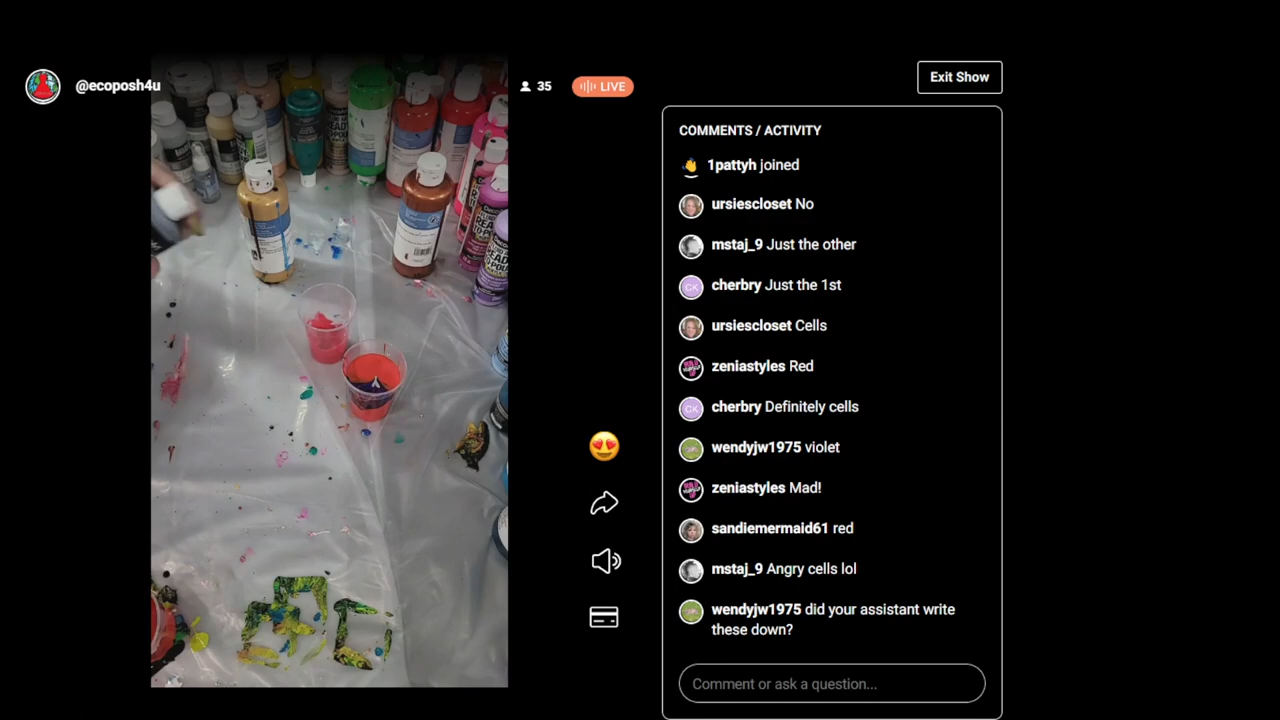 @ecoposh4u
35
LIVE
Exit Show
COMMENTS / ACTIVITY
1pattyh joined
ursiescloset No
mstaj_9 Just the other
cherbry Just the 1st
ursiescloset Cells
zeniastyles Red
cherbry Definitely cells
wendyjw1975 violet
zeniastyles Mad!
sandiemermaid61 red
mstaj_9 Angry cells lol
wendyjw1975 did your assistant write
these down?
Comment or ask a question...
CK
CK